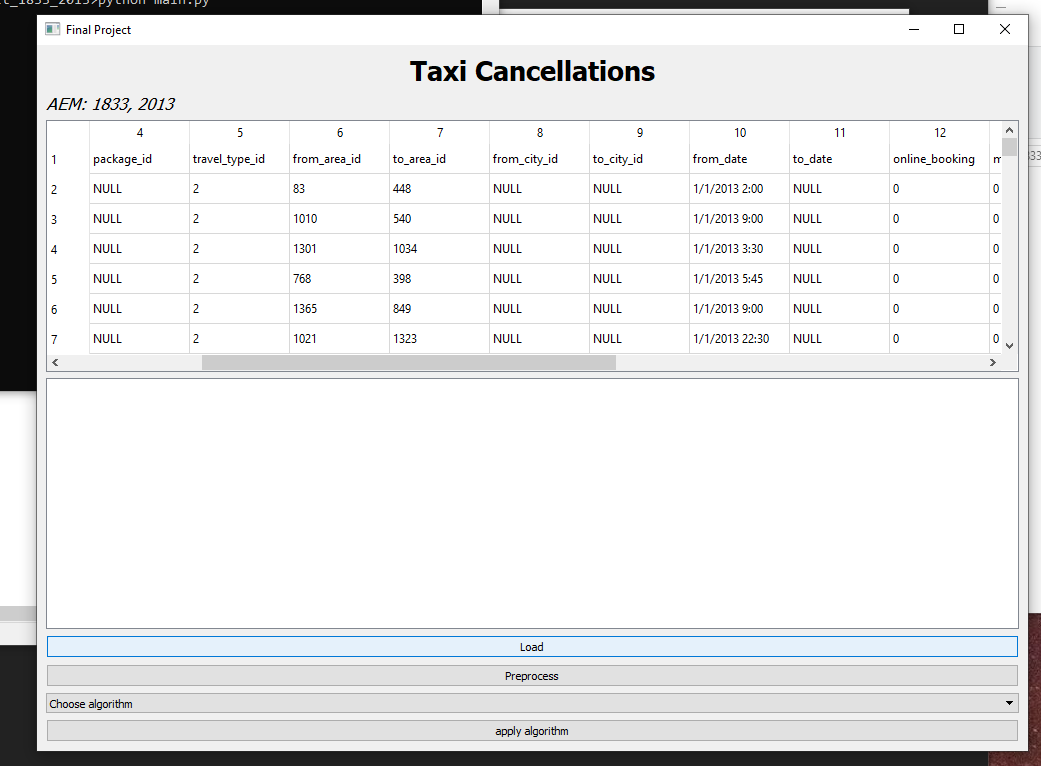 1833_2013>python main.py
Final Project
Taxi Cancellations
AEM: 1833, 2013
4 5 6 7 8 9 10 11 12
1 package_id travel_type_id from_area_id to_area_id from_city_id to_city_id from_date to_date online_booking m
2 NULL 2 83 448 NULL NULL 1/1/2013 2:00 NULL 0 0
3 NULL 2 1010 540 NULL NULL 1/1/2013 9:00 NULL 0 0
4 NULL 2 1301 1034 NULL NULL 1/1/2013 3:30 NULL 0 0
5 NULL 2 768 398 NULL NULL 1/1/2013 5:45 NULL 0 0
6 NULL 2 1365 849 NULL NULL 1/1/2013 9:00 NULL 0 0
7 NULL 2 1021 1323 NULL NULL 1/1/2013 22:30 NULL 0 0
Load
Preprocess
Choose algorithm
apply algorithm